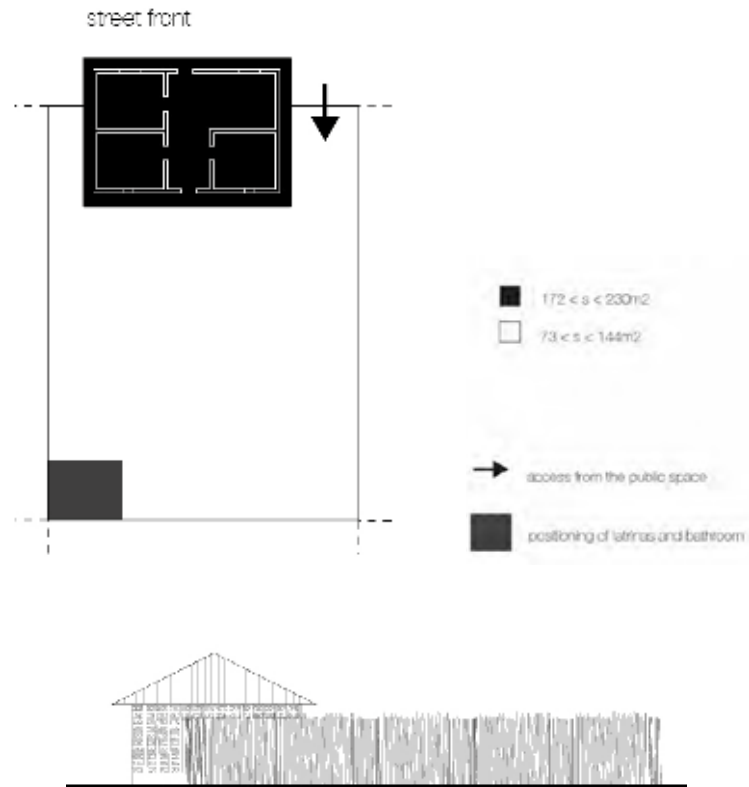 street front
172 < s < 230m2
73 < s < 144m2
access from the public space
positioning of latrinas and bathroom